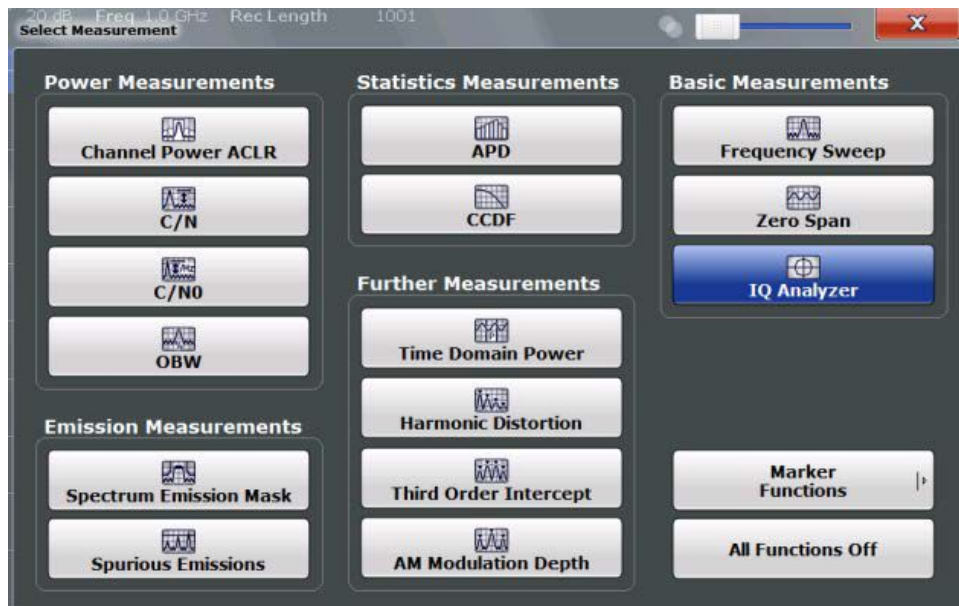 20 dB Freq 1.0 GHz Rec Length 1001
Select Measurement
Power Measurements
Channel Power ACLR
C/N
C/N0
OBW
Emission Measurements
Spectrum Emission Mask
Spurious Emissions
Statistics Measurements
APD
CCDF
Further Measurements
Time Domain Power
Harmonic Distortion
Third Order Intercept
AM Modulation Depth
Basic Measurements
Frequency Sweep
Zero Span
IQ Analyzer
Marker
Functions
All Functions Off